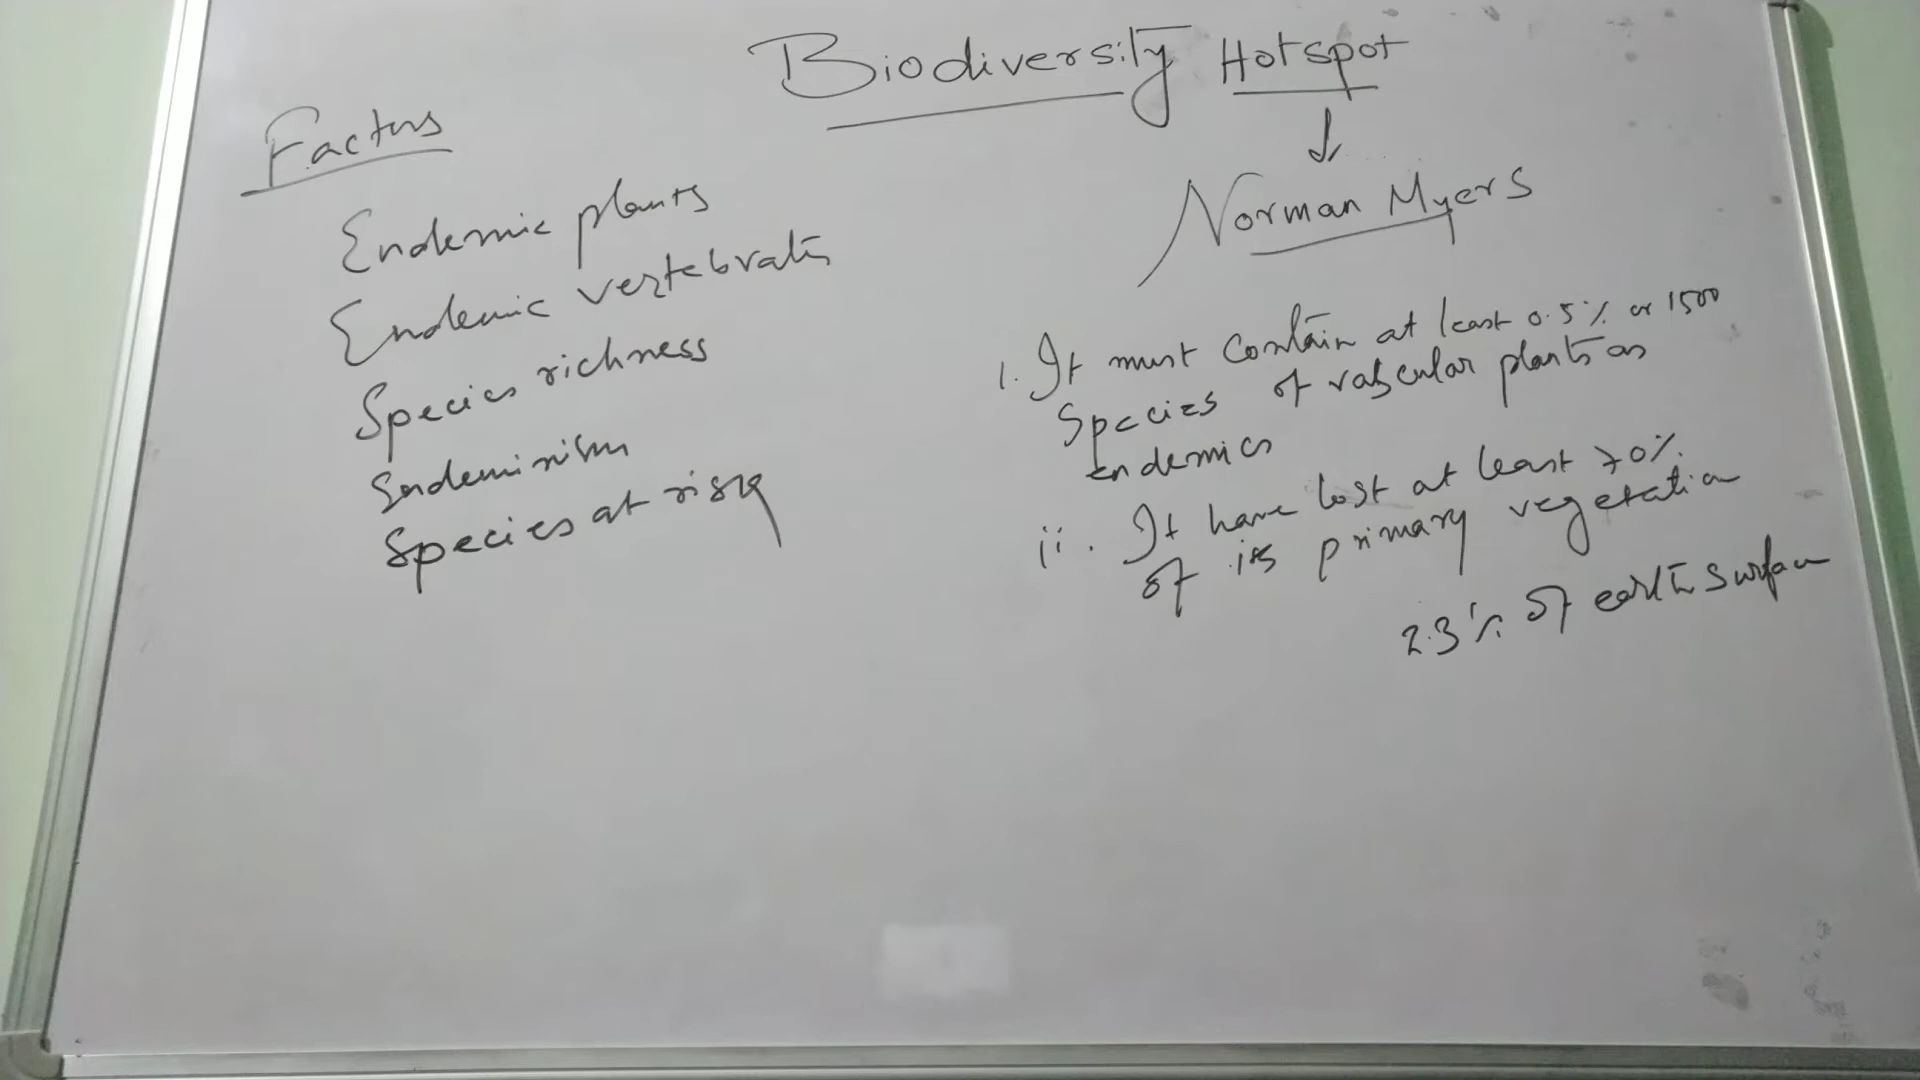 Biodiversity Hotspot
Factors
Endemic plants
Endemic vertebrates
Species richness
Endeminism
Species at risk
Norman Myers
1. It must contain at least 0.5% or 1500
Species of vascular plants as
endemics
ii. It have lost at least 70%.
of its primary vegetation
2.3% of earth surface